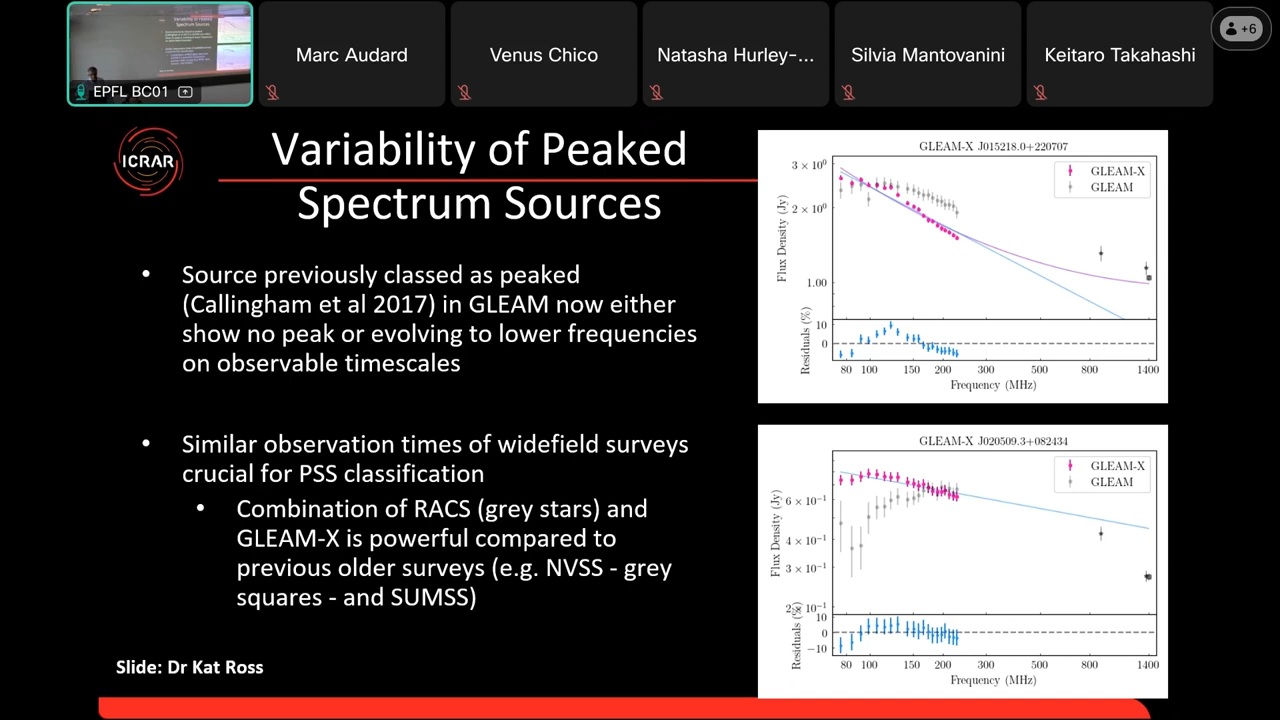 EPFL BC01
Marc Audard
Venus Chico
Natasha Hurley-...
Silvia Mantovanini
Keitaro Takahashi
+6
ICRAR
Variability of Peaked
Spectrum Sources
• Source previously classed as peaked
(Callingham et al 2017) in GLEAM now either
show no peak or evolving to lower frequencies
on observable timescales
• Similar observation times of widefield surveys
crucial for PSS classification
• Combination of RACS (grey stars) and
GLEAM-X is powerful compared to
previous older surveys (e.g. NVSS - grey
squares - and SUMSS)
Slide: Dr Kat Ross
GLEAM-X J015218.0+220707
GLEAM-X
GLEAM
3 × 10⁰
2 × 10⁰
1.00
Flux Density (Jy)
10
0
Residuals (%)
80 100 150 200 300 500 800 1400
Frequency (MHz)
GLEAM-X J020509.3+082434
GLEAM-X
GLEAM
6 × 10⁻¹
4 × 10⁻¹
3 × 10⁻¹
2 × 10⁻¹
Flux Density (Jy)
10
0
−10
Residuals (%)
80 100 150 200 300 500 800 1400
Frequency (MHz)